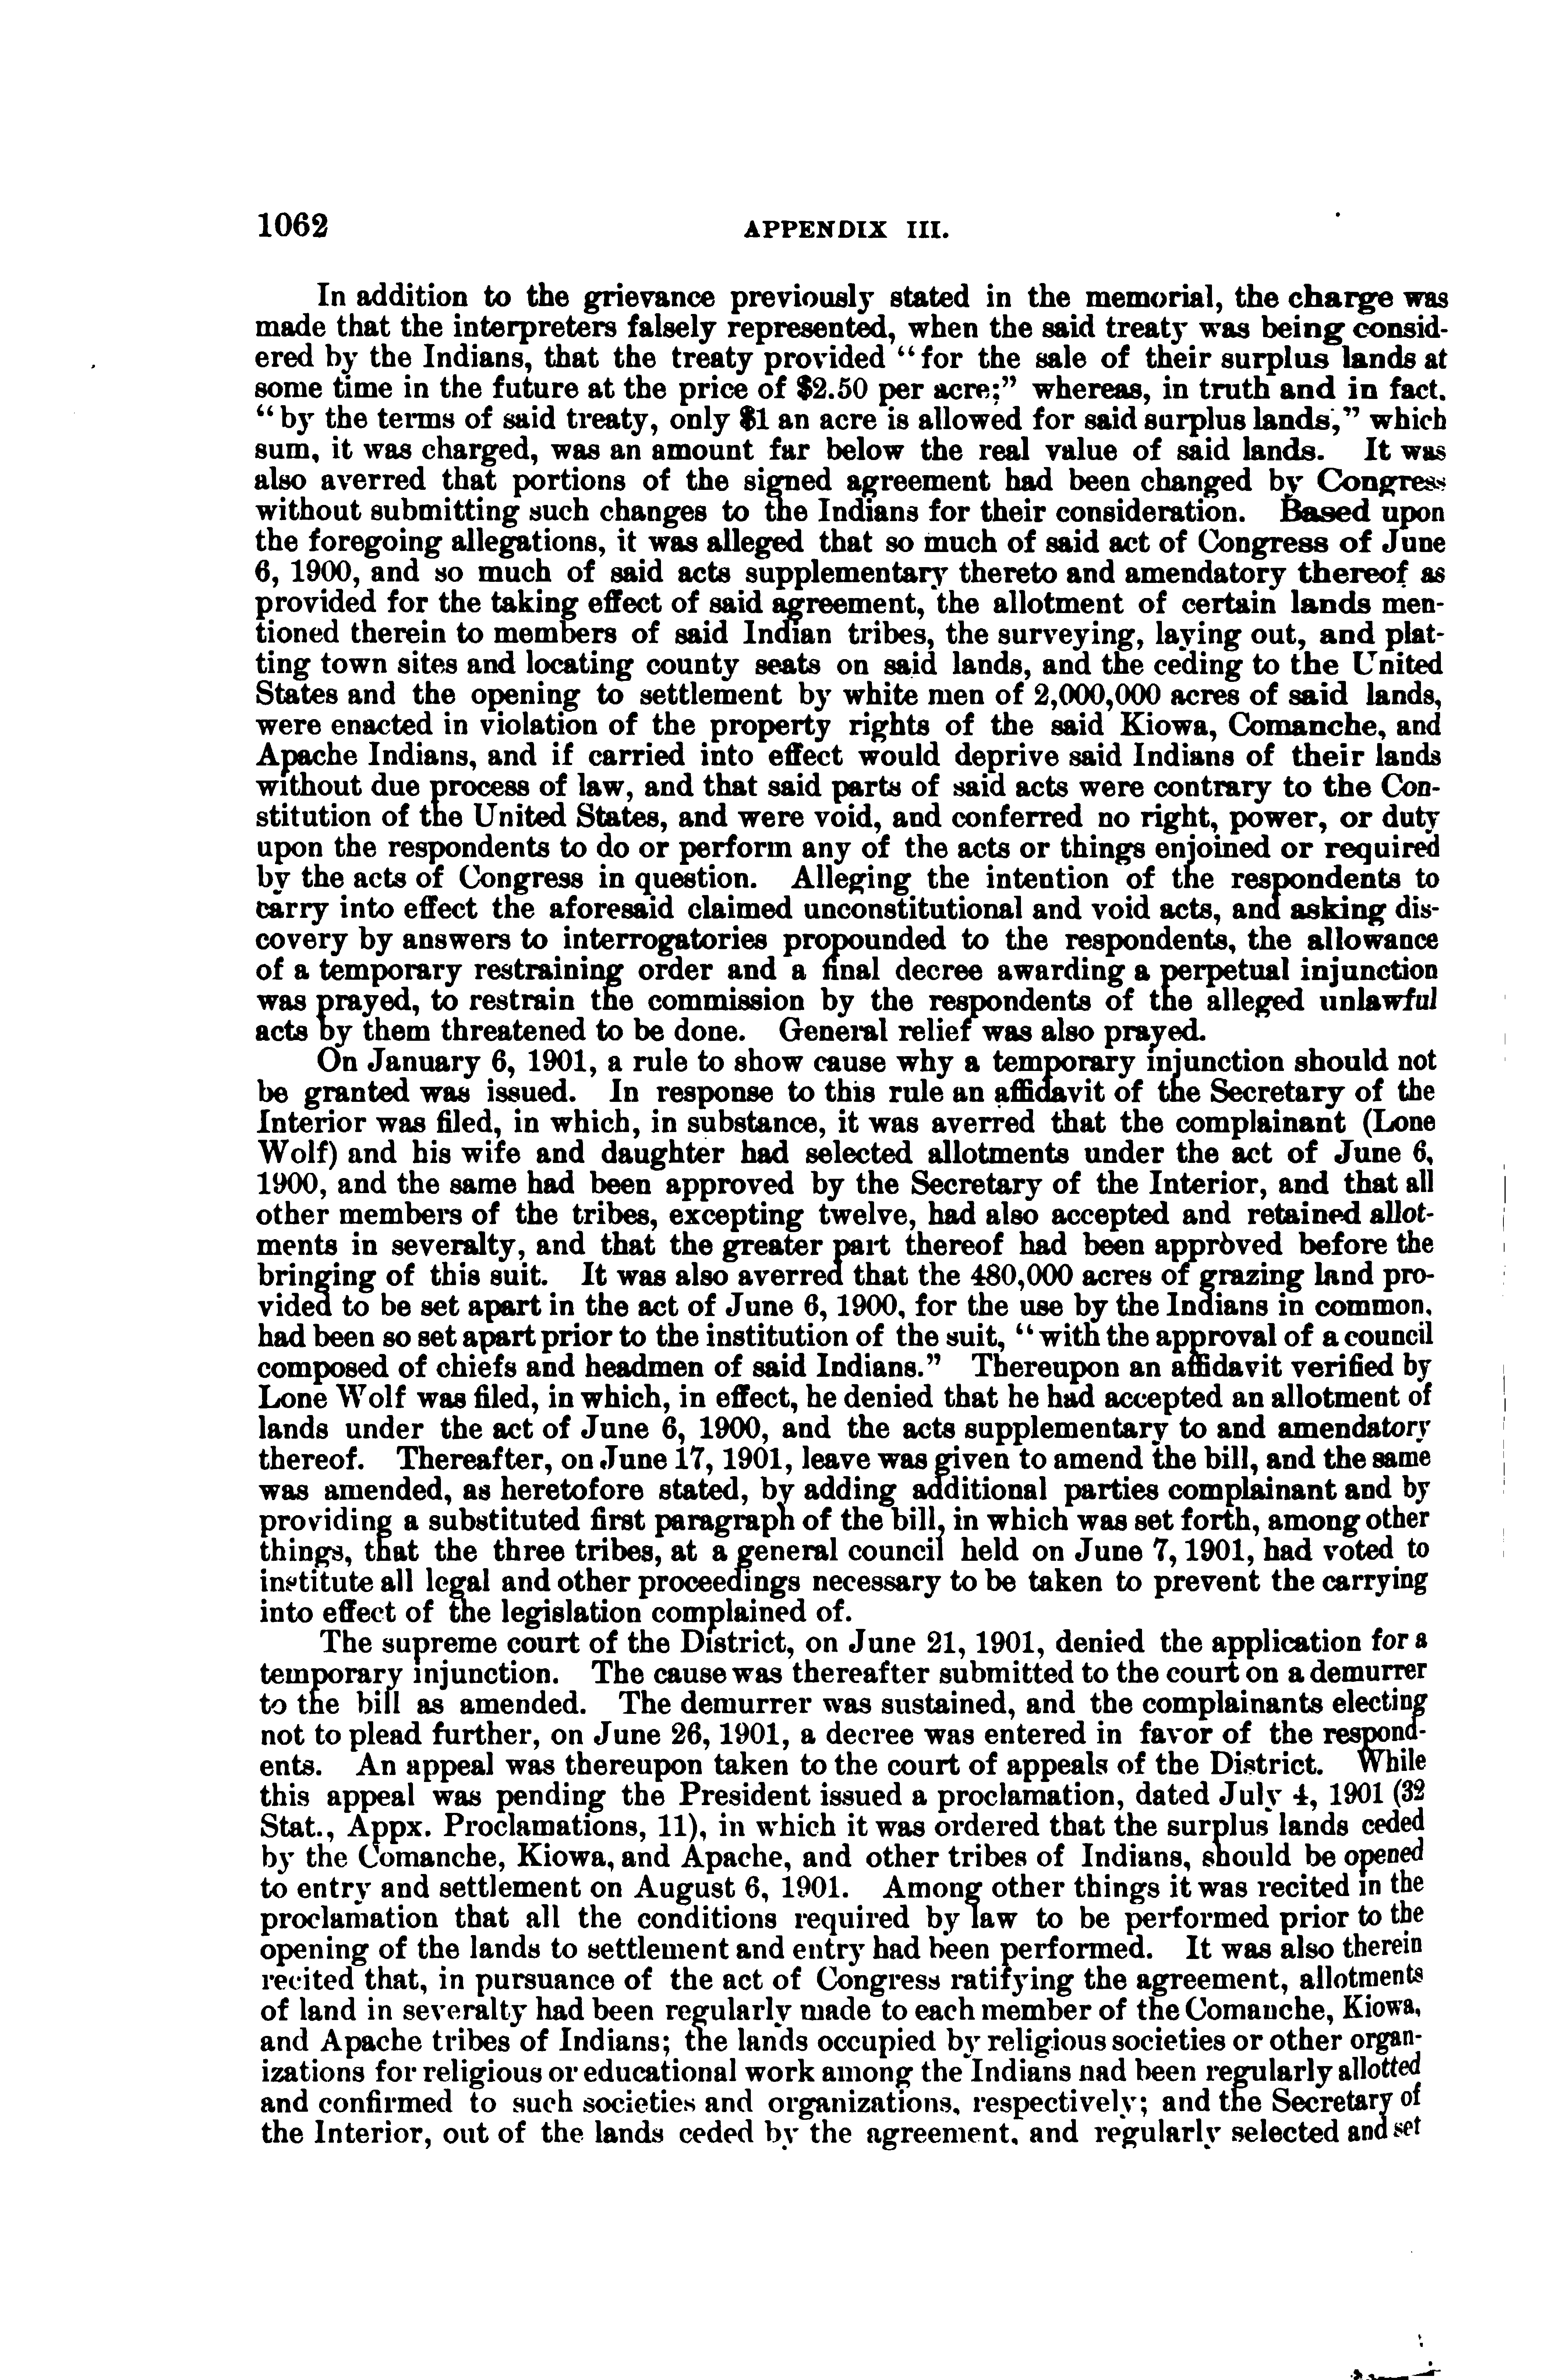 1062
APPENDIX III.
In addition to the grievance previously stated in the memorial, the charge was
made that the interpreters falsely represented, when the said treaty was being consid-
ered by the Indians, that the treaty provided “for the sale of their surplus lands at
some time in the future at the price of $2.50 per acre;” whereas, in truth and in fact.
“by the terms of said treaty, only $1 an acre is allowed for said surplus lands,” which
sum, it was charged, was an amount far below the real value of said lands. It was
also averred that portions of the signed agreement had been changed by Congress
without submitting such changes to the Indians for their consideration. Based upon
the foregoing allegations, it was alleged that so much of said act of Congress of June
6, 1900, and so much of said acts supplementary thereto and amendatory thereof as
provided for the taking effect of said agreement, the allotment of certain lands men-
tioned therein to members of said Indian tribes, the surveying, laying out, and plat-
ting town sites and locating county seats on said lands, and the ceding to the United
States and the opening to settlement by white men of 2,000,000 acres of said lands,
were enacted in violation of the property rights of the said Kiowa, Comanche, and
Apache Indians, and if carried into effect would deprive said Indians of their lands
without due process of law, and that said parts of said acts were contrary to the Con-
stitution of the United States, and were void, and conferred no right, power, or duty
upon the respondents to do or perform any of the acts or things enjoined or required
by the acts of Congress in question. Alleging the intention of the respondents to
carry into effect the aforesaid claimed unconstitutional and void acts, and asking dis-
covery by answers to interrogatories propounded to the respondents, the allowance
of a temporary restraining order and a final decree awarding a perpetual injunction
was prayed, to restrain the commission by the respondents of the alleged unlawful
acts by them threatened to be done. General relief was also prayed.
On January 6, 1901, a rule to show cause why a temporary injunction should not
be granted was issued. In response to this rule an affidavit of the Secretary of the
Interior was filed, in which, in substance, it was averred that the complainant (Lone
Wolf) and his wife and daughter had selected allotments under the act of June 6,
1900, and the same had been approved by the Secretary of the Interior, and that all
other members of the tribes, excepting twelve, had also accepted and retained allot-
ments in severalty, and that the greater part thereof had been approved before the
bringing of this suit. It was also averred that the 480,000 acres of grazing land pro-
vided to be set apart in the act of June 6, 1900, for the use by the Indians in common,
had been so set apart prior to the institution of the suit, “with the approval of a council
composed of chiefs and headmen of said Indians.” Thereupon an affidavit verified by
Lone Wolf was filed, in which, in effect, he denied that he had accepted an allotment of
lands under the act of June 6, 1900, and the acts supplementary to and amendatory
thereof. Thereafter, on June 17, 1901, leave was given to amend the bill, and the same
was amended, as heretofore stated, by adding additional parties complainant and by
providing a substituted first paragraph of the bill, in which was set forth, among other
things, that the three tribes, at a general council held on June 7, 1901, had voted to
institute all legal and other proceedings necessary to be taken to prevent the carrying
into effect of the legislation complained of.
The supreme court of the District, on June 21, 1901, denied the application for a
temporary injunction. The cause was thereafter submitted to the court on a demurrer
to the bill as amended. The demurrer was sustained, and the complainants electing
not to plead further, on June 26, 1901, a decree was entered in favor of the respond-
ents. An appeal was thereupon taken to the court of appeals of the District. While
this appeal was pending the President issued a proclamation, dated July 4, 1901 (32
Stat., Appx. Proclamations, 11), in which it was ordered that the surplus lands ceded
by the Comanche, Kiowa, and Apache, and other tribes of Indians, should be opened
to entry and settlement on August 6, 1901. Among other things it was recited in the
proclamation that all the conditions required by law to be performed prior to the
opening of the lands to settlement and entry had been performed. It was also therein
recited that, in pursuance of the act of Congress ratifying the agreement, allotments
of land in severalty had been regularly made to each member of the Comanche, Kiowa,
and Apache tribes of Indians; the lands occupied by religious societies or other organ-
izations for religious or educational work among the Indians nad been regularly allotted
and confirmed to such societies and organizations, respectively; and the Secretary of
the Interior, out of the lands ceded by the agreement, and regularly selected and set